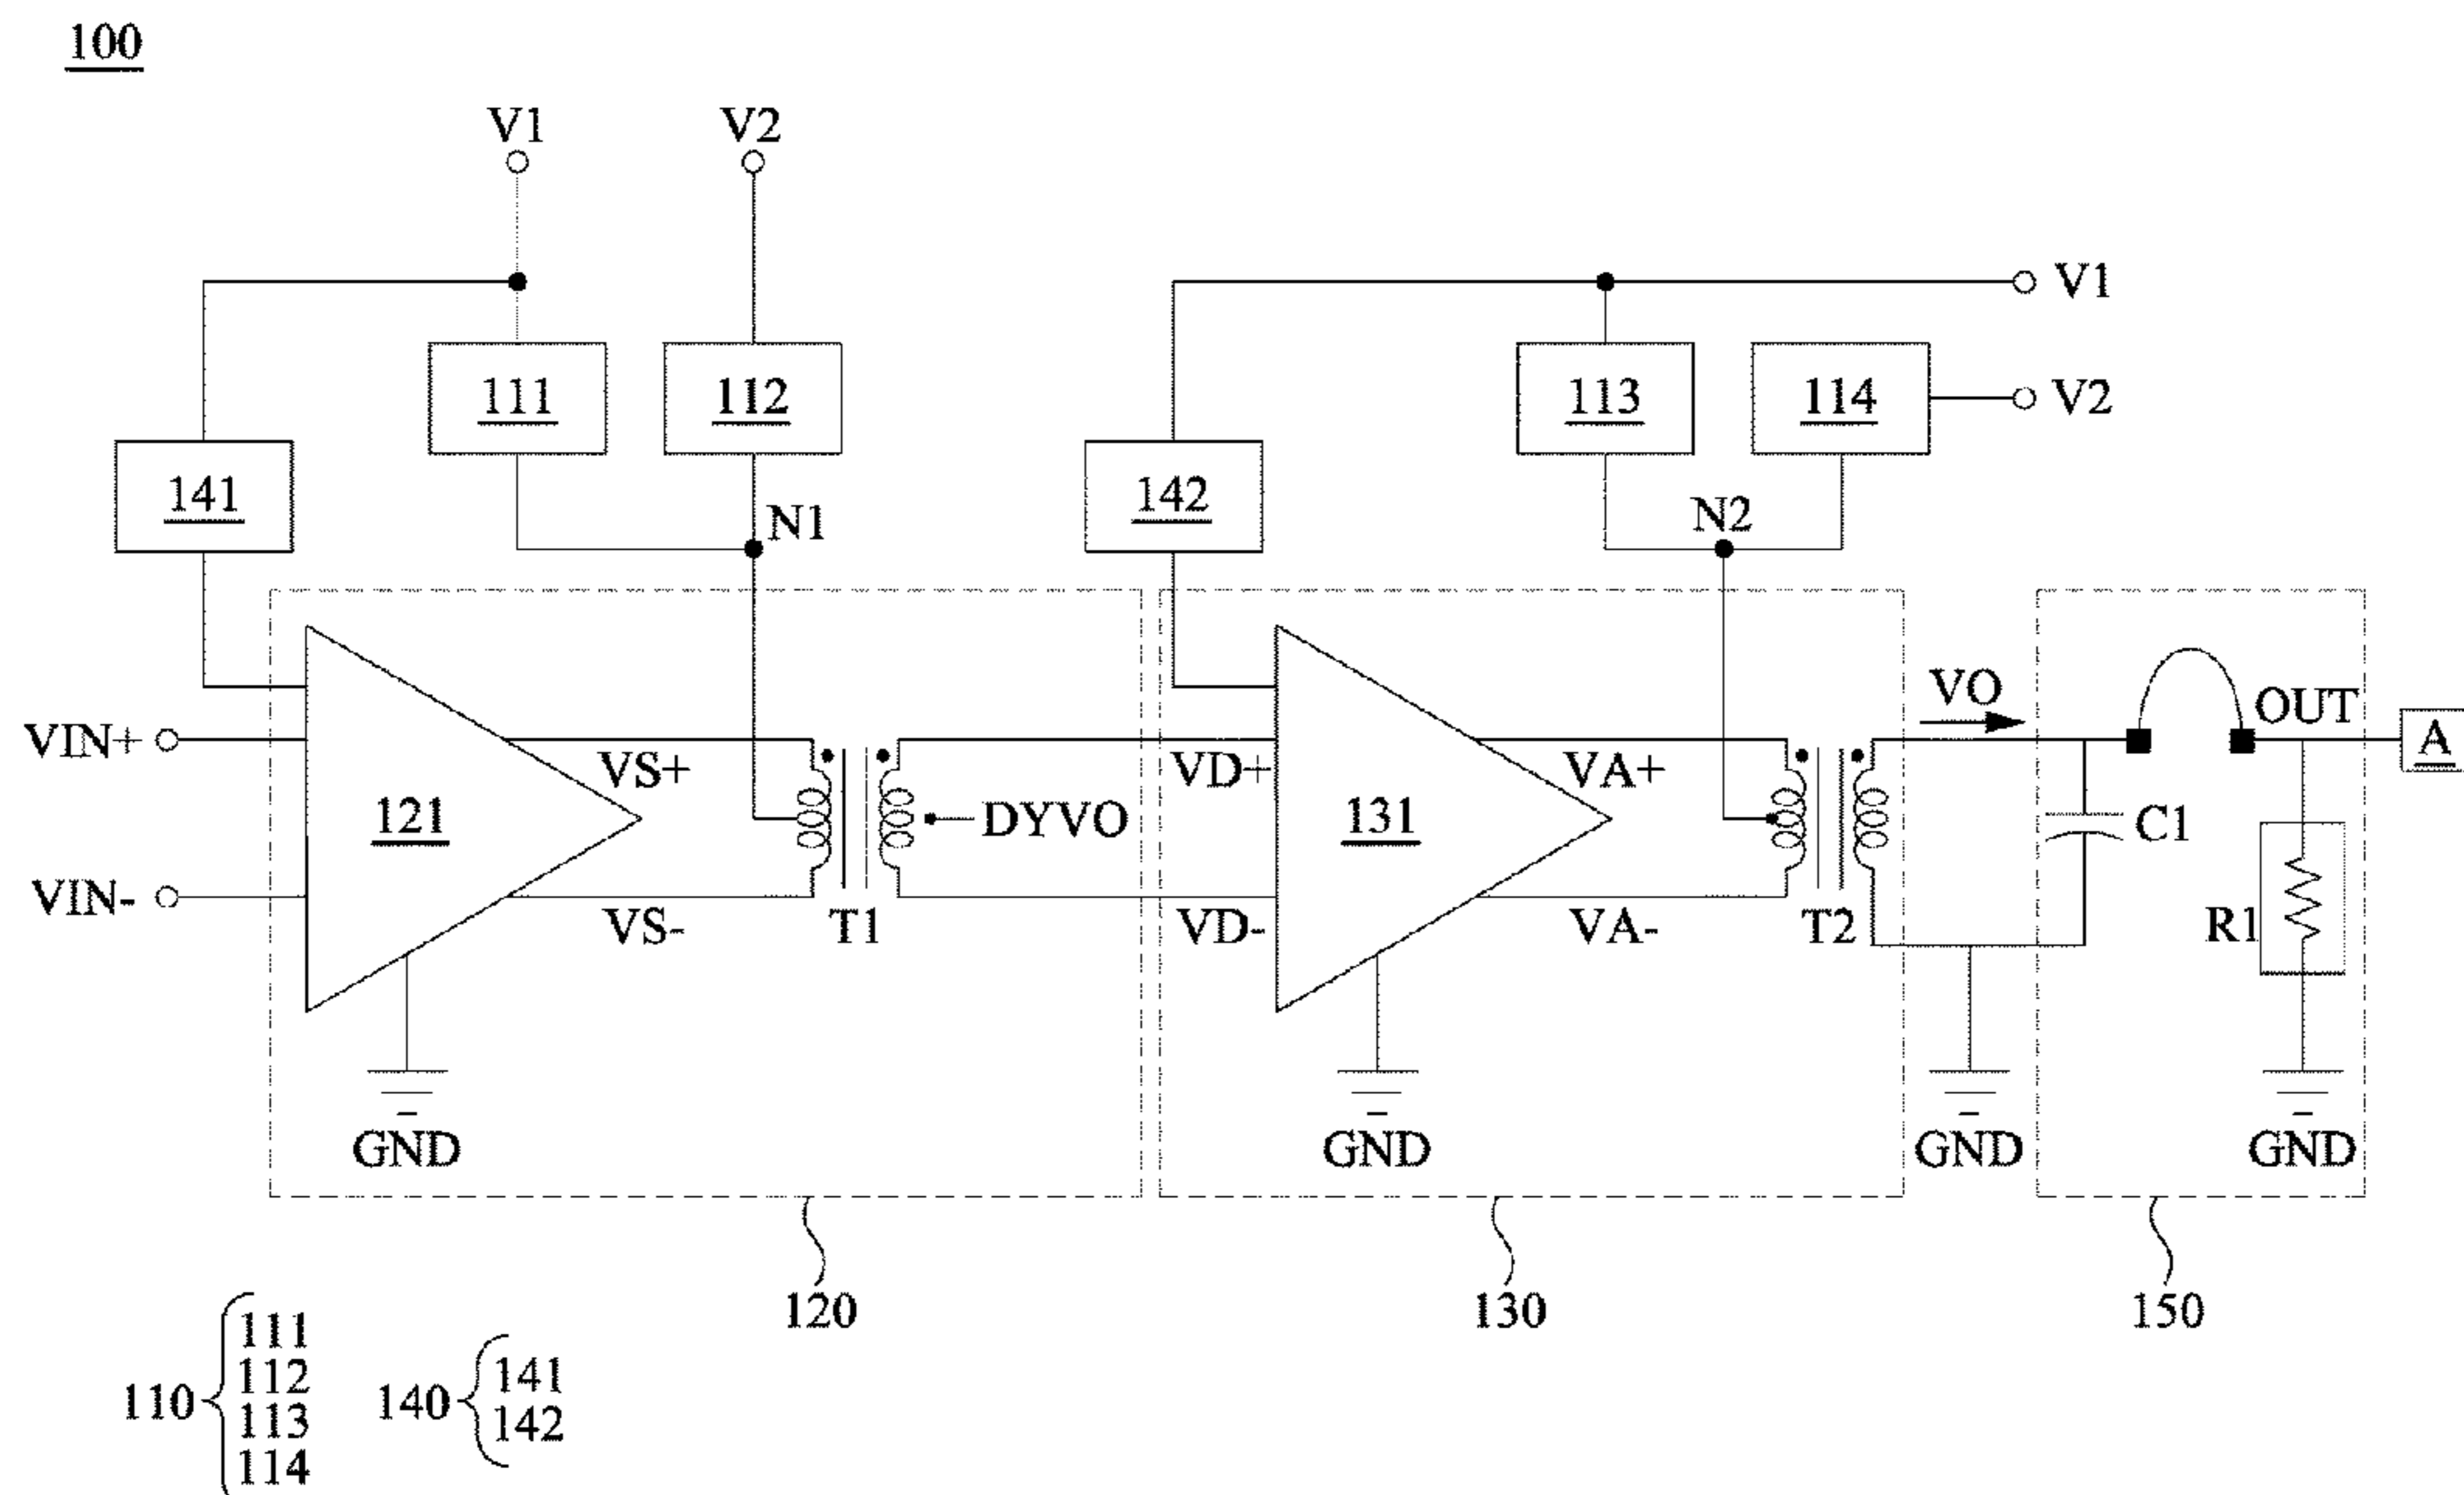 100
V1
V2
V1
111
112
113
114
V2
141
N1
142
N2
VO
OUT
VIN+
VS+
VD+
VA+
A
121
DYVO
131
C1
VIN-
VS-
T1
VD-
VA-
T2
R1
GND
GND
GND
GND
120
130
150
110
111
112
113
114
140
141
142